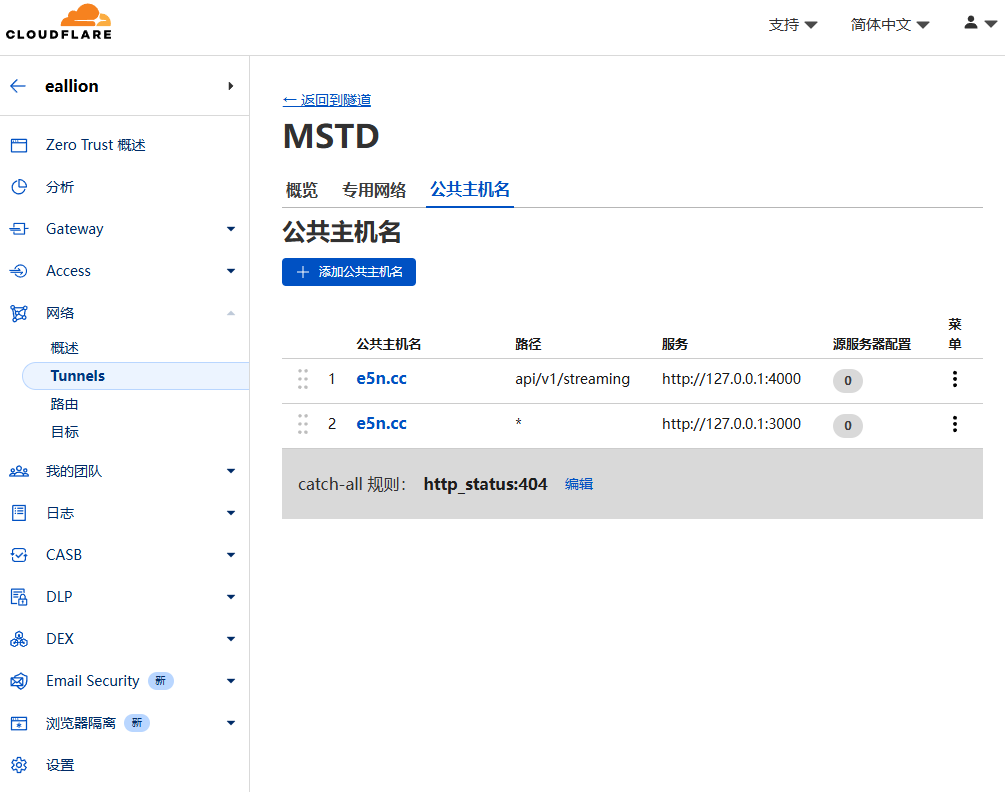 CLOUDFLARE
支持
简体中文
eallion
Zero Trust 概述
分析
Gateway
Access
网络
概述
Tunnels
路由
目标
我的团队
日志
CASB
DLP
DEX
Email Security 新
浏览器隔离 新
设置
← 返回到隧道
MSTD
概览 专用网络 公共主机名
公共主机名
+ 添加公共主机名
公共主机名 路径 服务 源服务器配置 菜单
1 e5n.cc api/v1/streaming http://127.0.0.1:4000 0
2 e5n.cc * http://127.0.0.1:3000 0
catch-all 规则： http_status:404 编辑